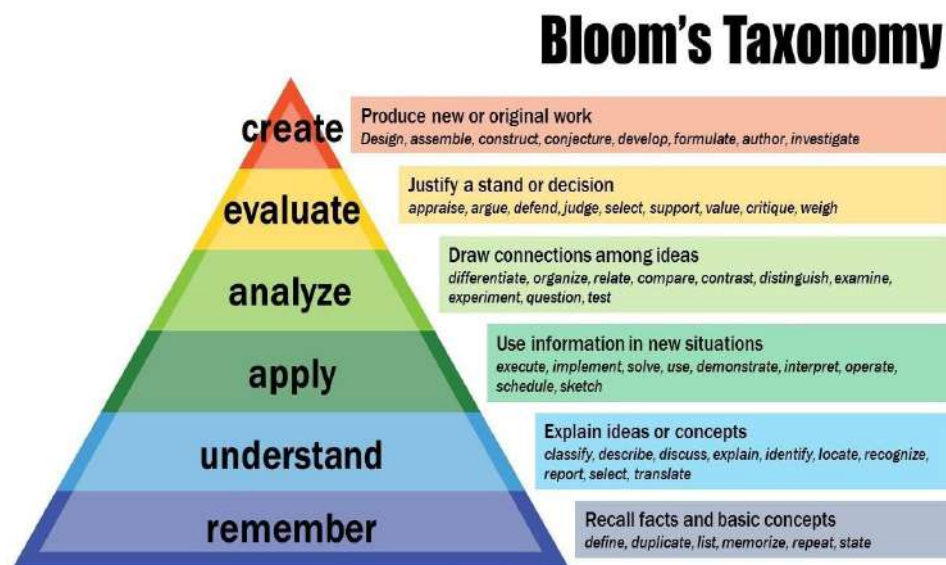 Bloom's Taxonomy
create
Produce new or original work
Design, assemble, construct, conjecture, develop, formulate, author, investigate
evaluate
Justify a stand or decision
appraise, argue, defend, judge, select, support, value, critique, weigh
analyze
Draw connections among ideas
differentiate, organize, relate, compare, contrast, distinguish, examine,
experiment, question, test
apply
Use information in new situations
execute, implement, solve, use, demonstrate, interpret, operate,
schedule, sketch
understand
Explain ideas or concepts
classify, describe, discuss, explain, identify, locate, recognize,
report, select, translate
remember
Recall facts and basic concepts
define, duplicate, list, memorize, repeat, state